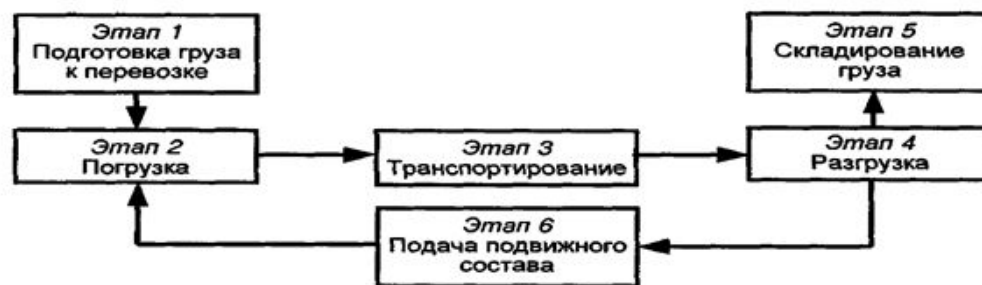 Этап 1
Подготовка груза
к перевозке
Этап 5
Складирование
груза
Этап 2
Погрузка
Этап 3
Транспортирование
Этап 4
Разгрузка
Этап 6
Подача подвижного
состава